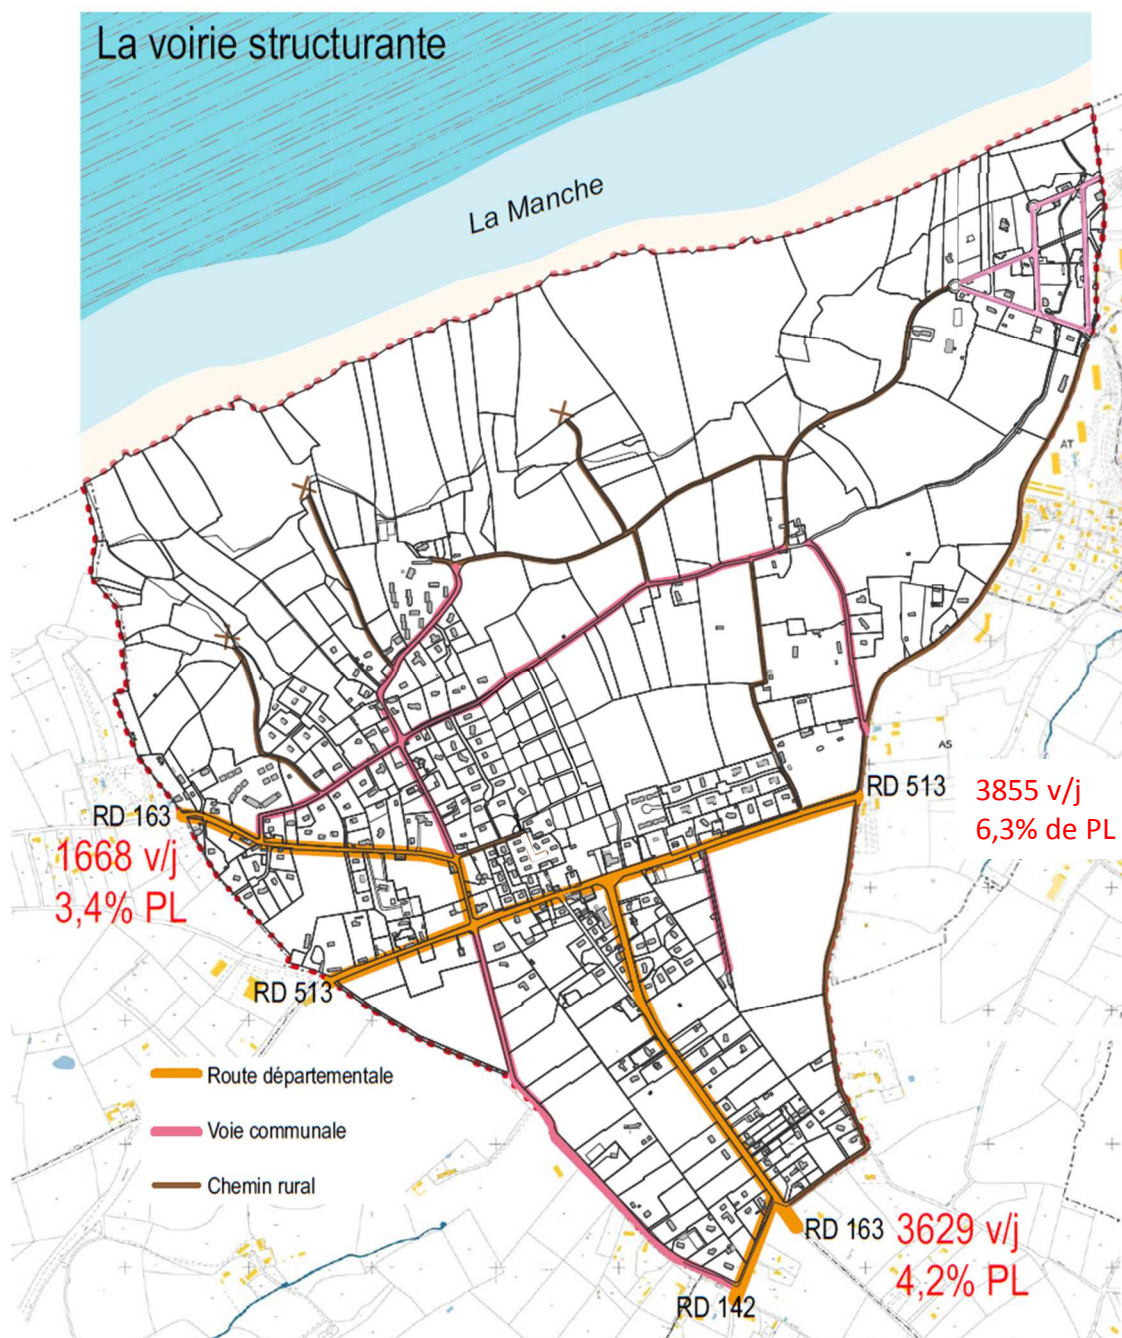 La voirie structurante
La Manche
AT
AS
RD 513
3855 v/j
6,3% de PL
RD 163
1668 v/j
3,4% PL
RD 513
Route départementale
Voie communale
Chemin rural
RD 163
3629 v/j
4,2% PL
RD 142